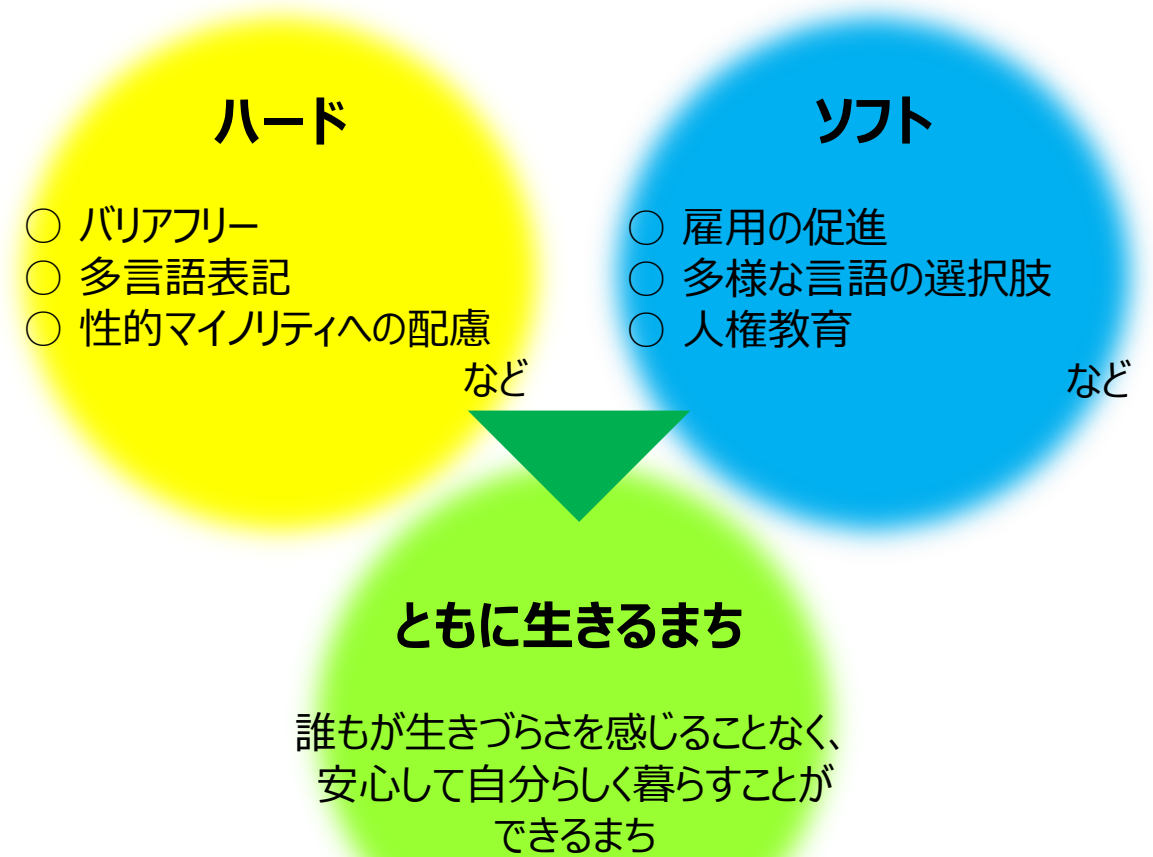 ハード
○ バリアフリー
○ 多言語表記
○ 性的マイノリティへの配慮
など
ソフト
○ 雇用の促進
○ 多様な言語の選択肢
○ 人権教育
など
ともに生きるまち
誰もが生きづらさを感じることなく、
安心して自分らしく暮らすことが
できるまち